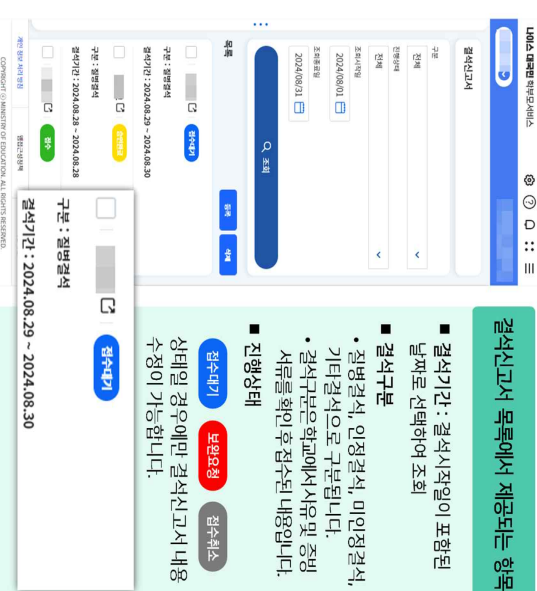 나이스 대국민 학부모서비스
결석신고서
구분
전체
진행상태
전체
조회시작일
2024/08/01
조회종료일
2024/08/31
조회
목록
등록
삭제
접수대기
구분 : 질병결석
결석기간 : 2024.08.29 ~ 2024.08.30
승인완료
구분 : 질병결석
결석기간 : 2024.08.28 ~ 2024.08.28
접수
개인 정보 처리 방침
웹접근성정책
COPYRIGHT ⓒ MINISTRY OF EDUCATION. ALL RIGHTS RESERVED.
접수대기
구분 : 질병결석
결석기간 : 2024.08.29 ~ 2024.08.30
결석신고서 목록에서 제공되는 항목
■ 결석기간 : 결석시작일이 포함된
날짜로 선택하여 조회
■ 결석구분
• 질병결석, 인정결석, 미인정결석,
기타결석으로 구분됩니다.
• 결석구분은 학교에서 사유 및 증빙
서류를 확인 후 접수된 내용입니다.
■ 진행상태
접수대기 보완요청 접수취소
상태일 경우에만 결석신고서 내용
수정이 가능합니다.